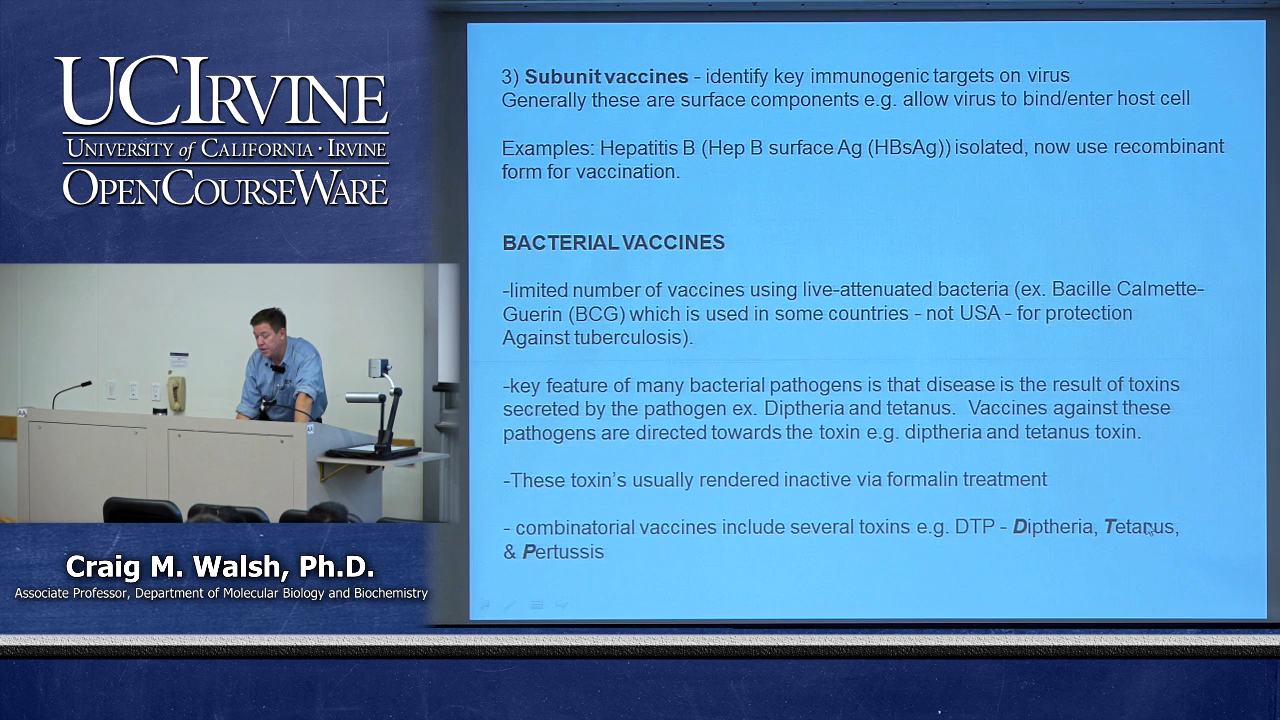 UCIRVINE
UNIVERSITY of CALIFORNIA · IRVINE
OPENCOURSEWARE
Craig M. Walsh, Ph.D.
Associate Professor, Department of Molecular Biology and Biochemistry
3) Subunit vaccines - identify key immunogenic targets on virus
Generally these are surface components e.g. allow virus to bind/enter host cell
Examples: Hepatitis B (Hep B surface Ag (HBsAg)) isolated, now use recombinant
form for vaccination.
BACTERIAL VACCINES
-limited number of vaccines using live-attenuated bacteria (ex. Bacille Calmette-
Guerin (BCG) which is used in some countries - not USA - for protection
Against tuberculosis).
-key feature of many bacterial pathogens is that disease is the result of toxins
secreted by the pathogen ex. Diptheria and tetanus. Vaccines against these
pathogens are directed towards the toxin e.g. diptheria and tetanus toxin.
-These toxin's usually rendered inactive via formalin treatment
- combinatorial vaccines include several toxins e.g. DTP - Diptheria, Tetanus,
& Pertussis